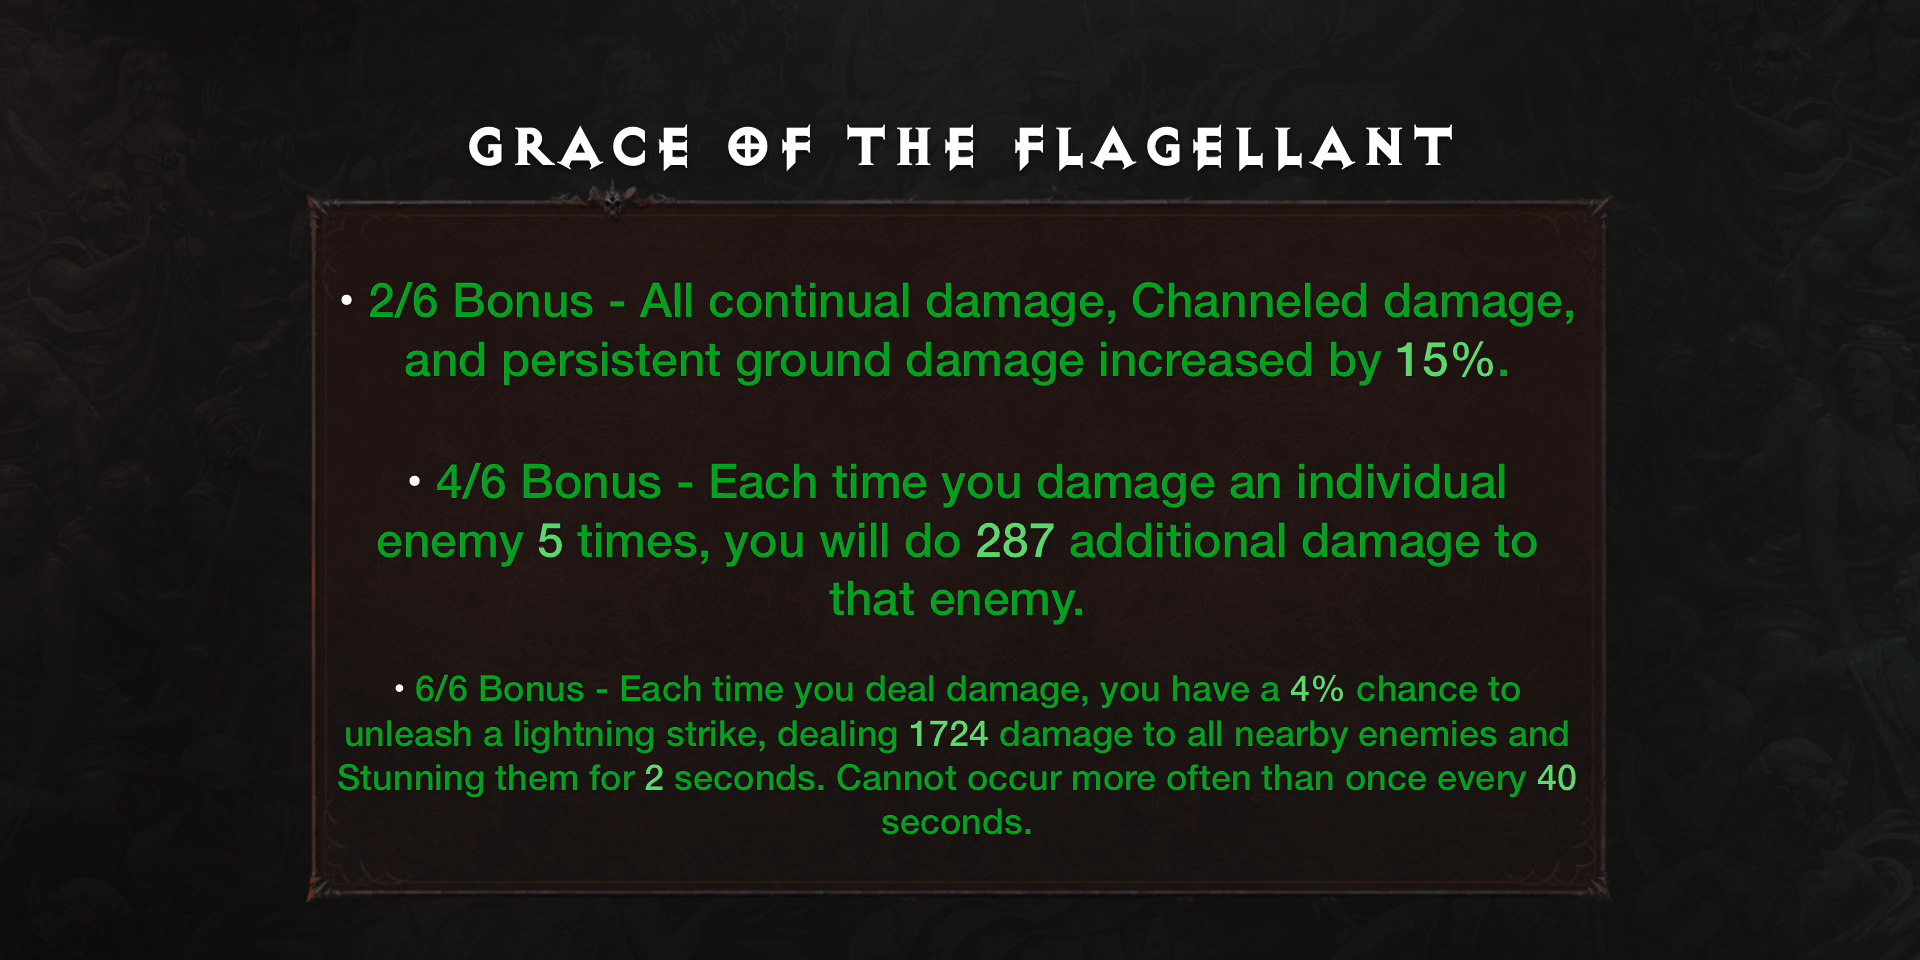 GRACE OF THE FLAGELLANT
• 2/6 Bonus - All continual damage, Channeled damage,
and persistent ground damage increased by 15%.
• 4/6 Bonus - Each time you damage an individual
enemy 5 times, you will do 287 additional damage to
that enemy.
• 6/6 Bonus - Each time you deal damage, you have a 4% chance to
unleash a lightning strike, dealing 1724 damage to all nearby enemies and
Stunning them for 2 seconds. Cannot occur more often than once every 40
seconds.